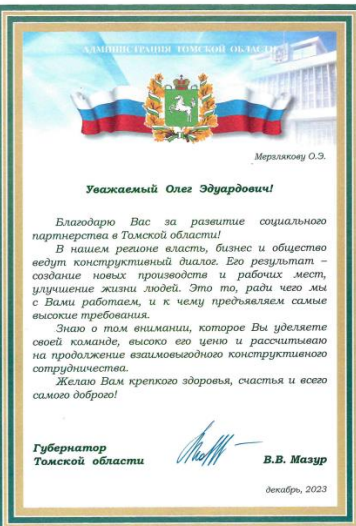 АДМИНИСТРАЦИЯ ТОМСКОЙ ОБЛАСТИ
Мерзлякову О.Э.
Уважаемый Олег Эдуардович!
Благодарю Вас за развитие социального
партнерства в Томской области!
В нашем регионе власть, бизнес и общество
ведут конструктивный диалог. Его результат –
создание новых производств и рабочих мест,
улучшение жизни людей. Это то, ради чего мы
с Вами работаем, и к чему предъявляем самые
высокие требования.
Знаю о том внимании, которое Вы уделяете
своей команде, высоко его ценю и рассчитываю
на продолжение взаимовыгодного конструктивного
сотрудничества.
Желаю Вам крепкого здоровья, счастья и всего
самого доброго!
Губернатор
Томской области
В.В. Мазур
декабрь, 2023